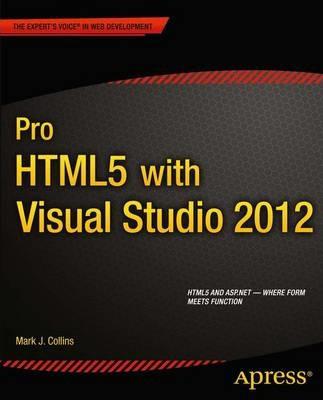 THE EXPERT'S VOICE® IN WEB DEVELOPMENT
Pro
HTML5 with
Visual Studio 2012
HTML5 AND ASP.NET — WHERE FORM
MEETS FUNCTION
Mark J. Collins
Apress®